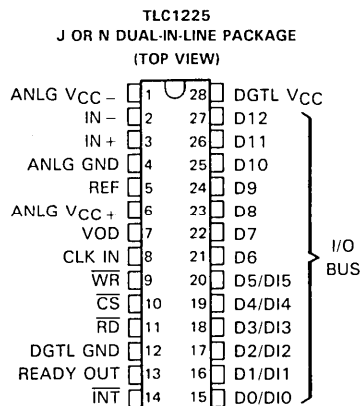 TLC1225
J OR N DUAL-IN-LINE PACKAGE
(TOP VIEW)
ANLG VCC − 1 28 DGTL VCC
IN − 2 27 D12
IN + 3 26 D11
ANLG GND 4 25 D10
REF 5 24 D9
ANLG VCC + 6 23 D8
VOD 7 22 D7
CLK IN 8 21 D6
WR 9 20 D5/DI5
CS 10 19 D4/DI4
RD 11 18 D3/DI3
DGTL GND 12 17 D2/DI2
READY OUT 13 16 D1/DI1
INT 14 15 D0/DI0
I/O
BUS